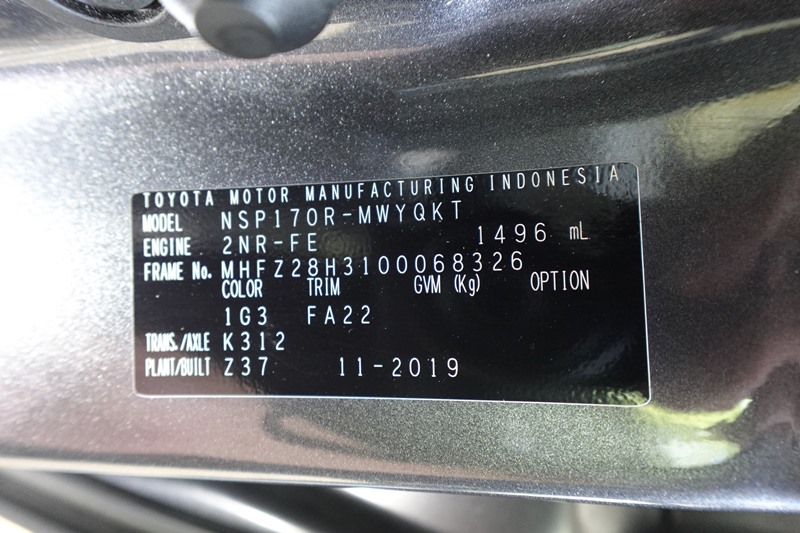 TOYOTA MOTOR MANUFACTURING INDONESIA
MODEL NSP170R-MWYQKT
ENGINE 2NR-FE 1496 mL
FRAME No. MHFZ28H3100068326
COLOR TRIM GVM (Kg) OPTION
1G3 FA22
TRANS./AXLE K312
PLANT/BUILT Z37 11-2019